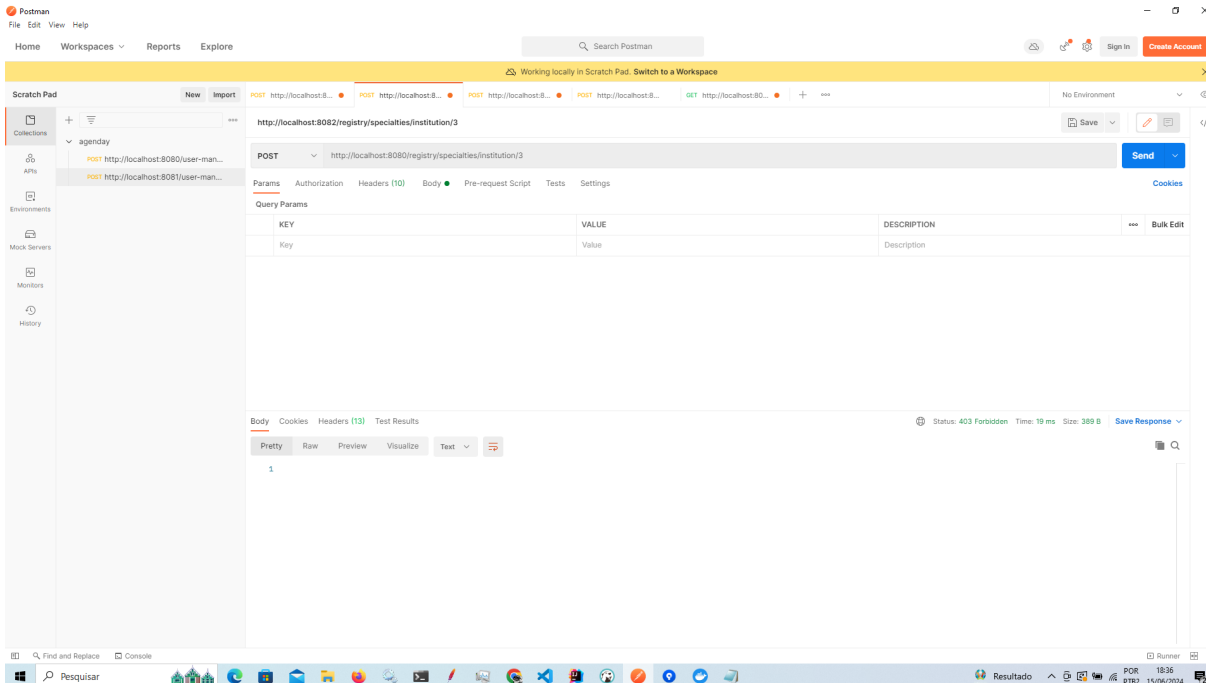 Postman
File Edit View Help
Home Workspaces Reports Explore
Search Postman
Sign In Create Account
Working locally in Scratch Pad. Switch to a Workspace
Scratch Pad New Import
POST http://localhost:8... POST http://localhost:8... POST http://localhost:8... POST http://localhost:8... GET http://localhost:80...
No Environment
Collections
APIs
Environments
Mock Servers
Monitors
History
agenday
POST http://localhost:8080/user-man...
POST http://localhost:8081/user-man...
http://localhost:8082/registry/specialties/institution/3
Save
POST http://localhost:8080/registry/specialties/institution/3 Send
Params Authorization Headers (10) Body Pre-request Script Tests Settings Cookies
Query Params
KEY VALUE DESCRIPTION Bulk Edit
Key Value Description
Body Cookies Headers (13) Test Results Status: 403 Forbidden Time: 19 ms Size: 389 B Save Response
Pretty Raw Preview Visualize Text
1
Find and Replace Console Runner
Pesquisar
Resultado
POR 18:36
PTB2 15/06/2024